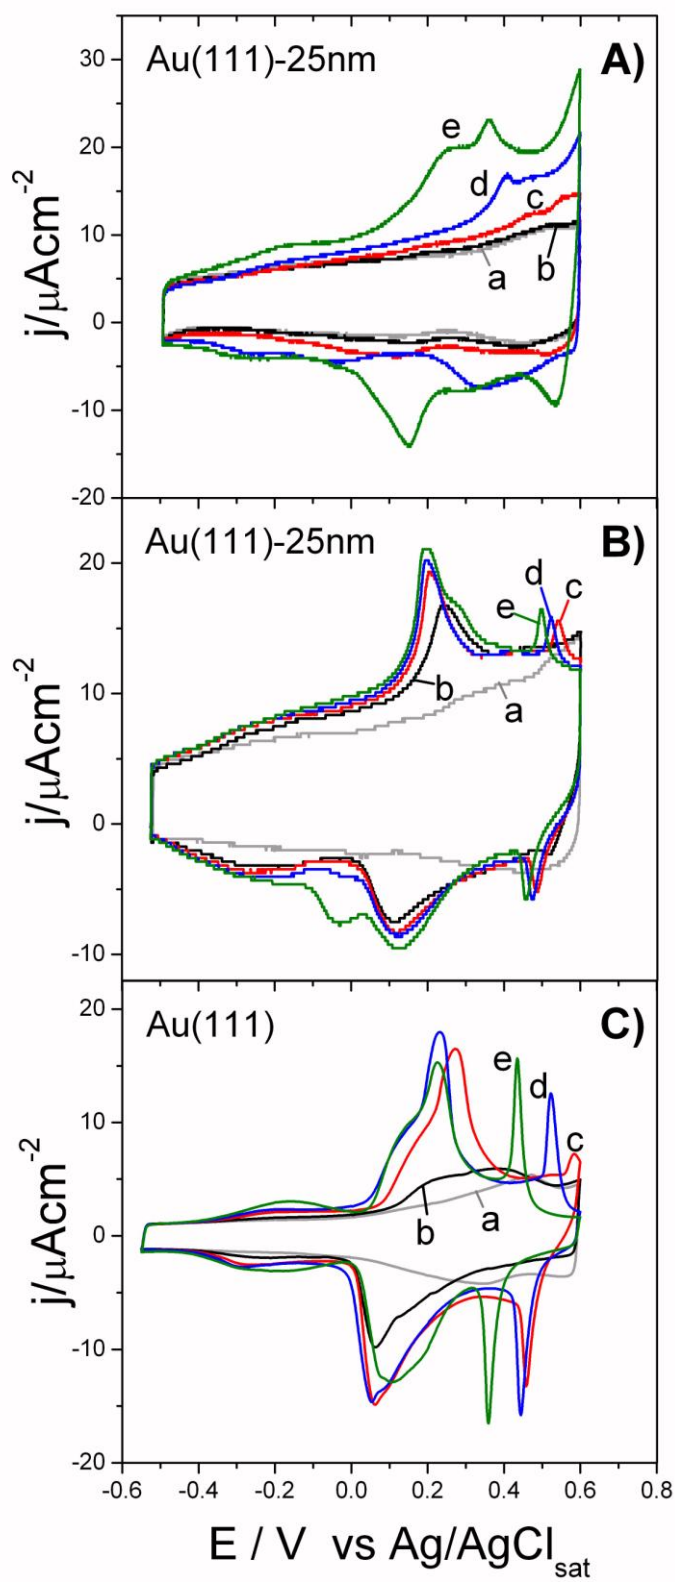 Au(111)-25nm A)
30
20
10
0
-10
-20
j/μAcm-2
e
d
c
b
a
Au(111)-25nm B)
20
10
0
-10
j/μAcm-2
e
d
c
b
a
Au(111) C)
20
10
0
-10
-20
j/μAcm-2
e
d
c
b
a
-0.6 -0.4 -0.2 0.0 0.2 0.4 0.6 0.8
E / V vs Ag/AgClsat